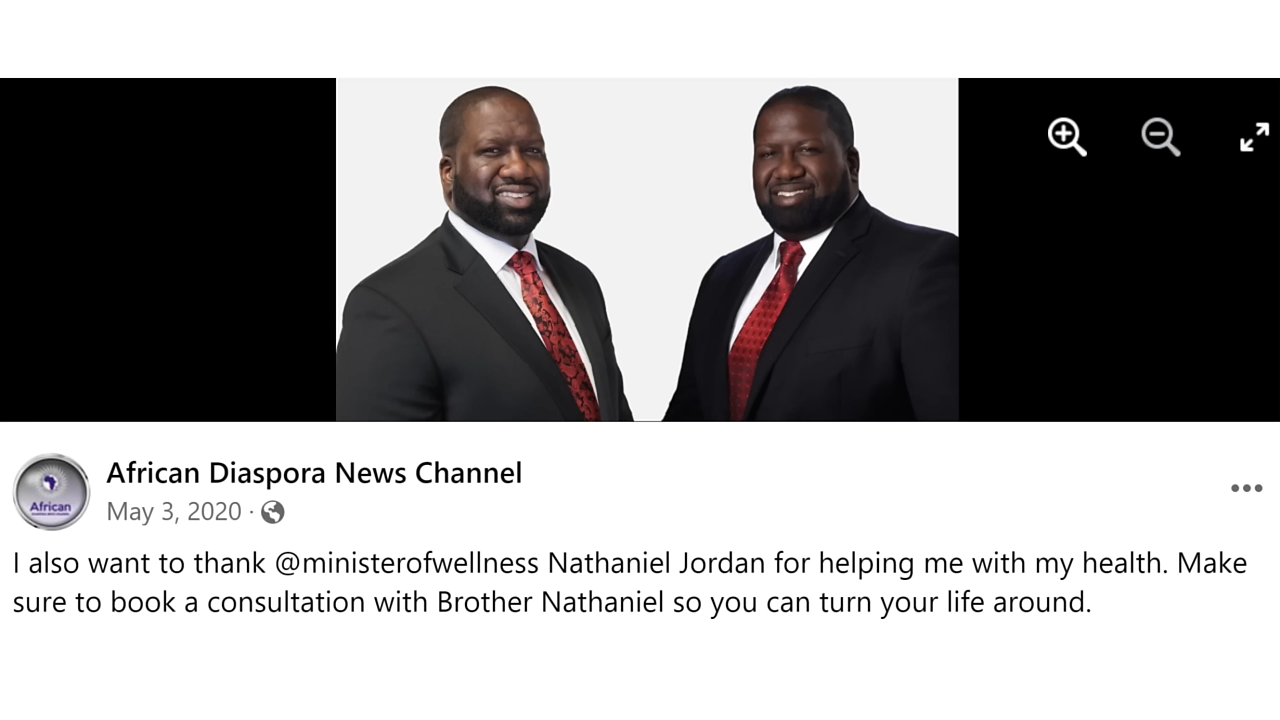 African Diaspora News Channel
May 3, 2020 ·
African
I also want to thank @ministerofwellness Nathaniel Jordan for helping me with my health. Make
sure to book a consultation with Brother Nathaniel so you can turn your life around.